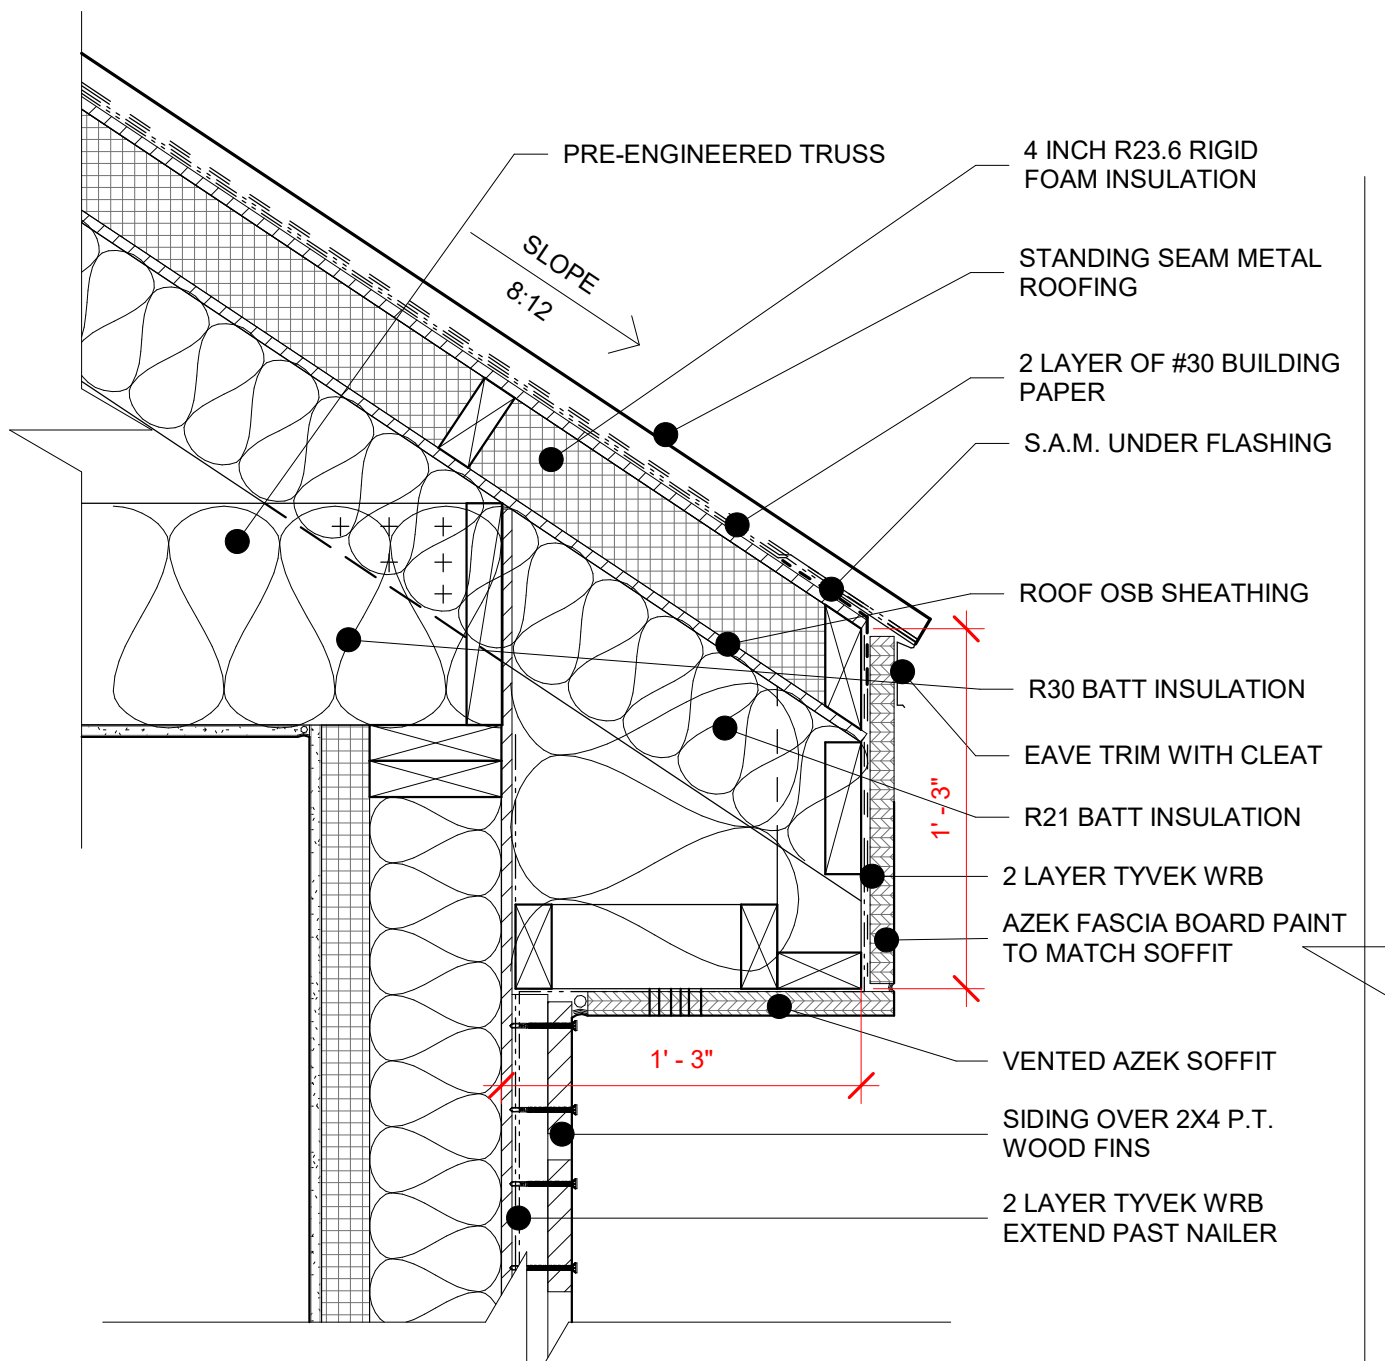 PRE-ENGINEERED TRUSS
4 INCH R23.6 RIGID
FOAM INSULATION
SLOPE
8:12
STANDING SEAM METAL
ROOFING
2 LAYER OF #30 BUILDING
PAPER
S.A.M. UNDER FLASHING
ROOF OSB SHEATHING
R30 BATT INSULATION
EAVE TRIM WITH CLEAT
1' - 3"
R21 BATT INSULATION
2 LAYER TYVEK WRB
AZEK FASCIA BOARD PAINT
TO MATCH SOFFIT
1' - 3"
VENTED AZEK SOFFIT
SIDING OVER 2X4 P.T.
WOOD FINS
2 LAYER TYVEK WRB
EXTEND PAST NAILER